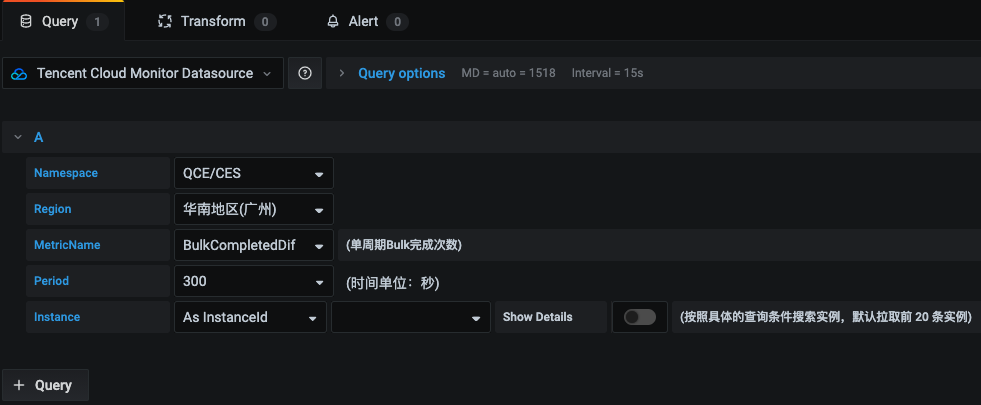 Query 1 Transform 0 Alert 0
Tencent Cloud Monitor Datasource Query options MD = auto = 1518 Interval = 15s
A
Namespace QCE/CES
Region 华南地区(广州)
MetricName BulkCompletedDif (单周期Bulk完成次数)
Period 300 (时间单位：秒)
Instance As InstanceId Show Details (按照具体的查询条件搜索实例，默认拉取前 20 条实例)
+ Query